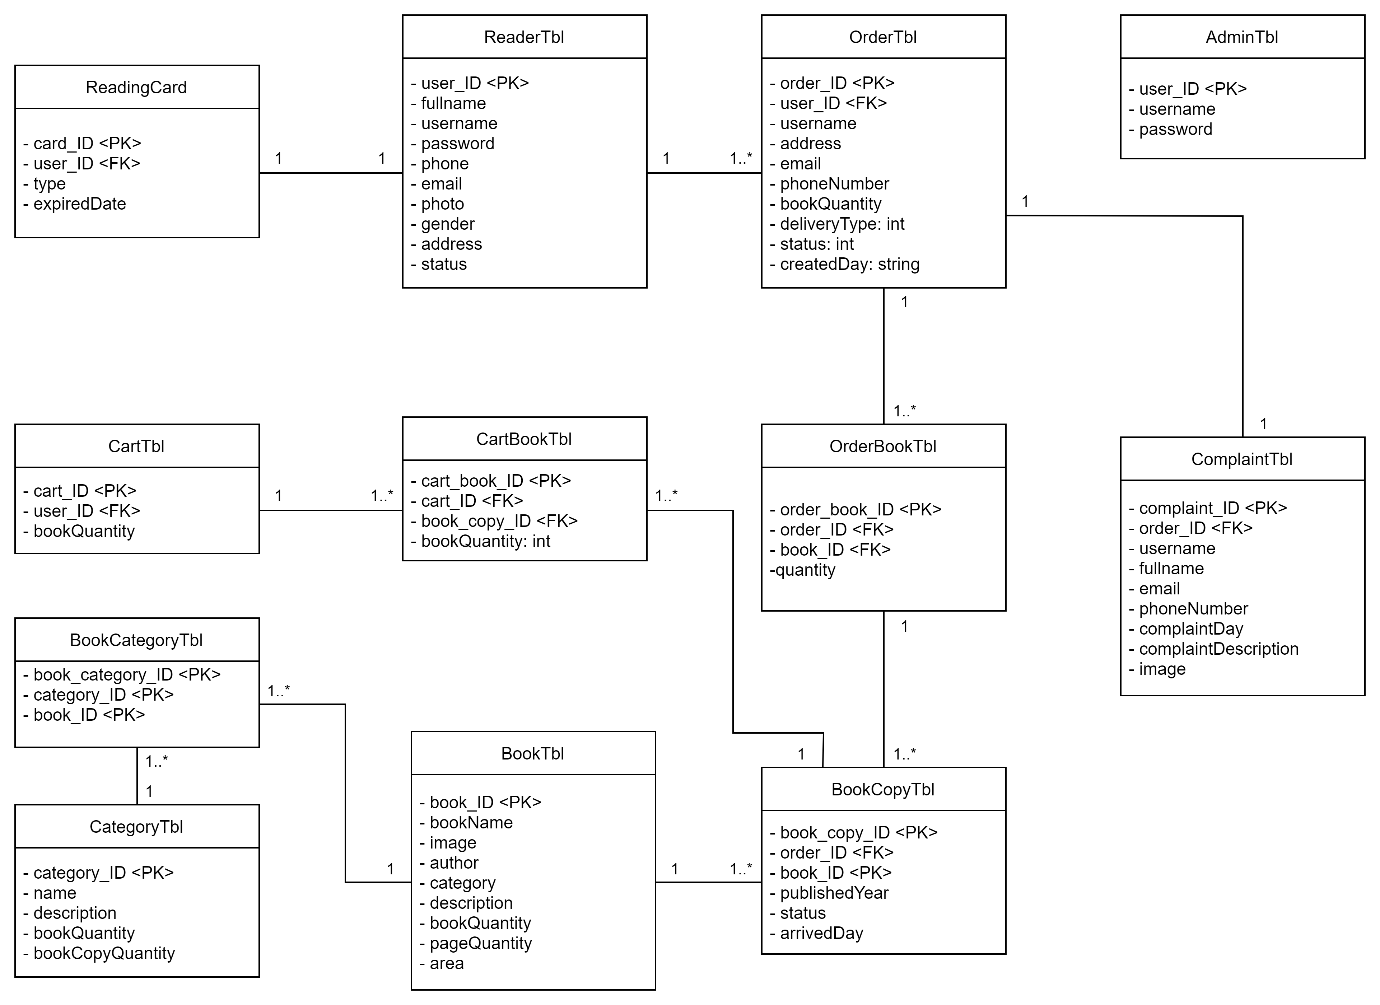 ReadingCard
- card_ID <PK>
- user_ID <FK>
- type
- expiredDate
1
1
ReaderTbl
- user_ID <PK>
- fullname
- username
- password
- phone
- email
- photo
- gender
- address
- status
1
1..*
OrderTbl
- order_ID <PK>
- user_ID <FK>
- username
- address
- email
- phoneNumber
- bookQuantity
- deliveryType: int
- status: int
- createdDay: string
1
1
1..*
1
AdminTbl
- user_ID <PK>
- username
- password
CartTbl
- cart_ID <PK>
- user_ID <FK>
- bookQuantity
1
1..*
CartBookTbl
- cart_book_ID <PK>
- cart_ID <FK>
- book_copy_ID <FK>
- bookQuantity: int
1..*
1
OrderBookTbl
- order_book_ID <PK>
- order_ID <FK>
- book_ID <FK>
-quantity
1
1..*
ComplaintTbl
- complaint_ID <PK>
- order_ID <FK>
- username
- fullname
- email
- phoneNumber
- complaintDay
- complaintDescription
- image
BookCategoryTbl
- book_category_ID <PK>
- category_ID <PK>
- book_ID <PK>
1..*
1..*
1
1
CategoryTbl
- category_ID <PK>
- name
- description
- bookQuantity
- bookCopyQuantity
BookTbl
- book_ID <PK>
- bookName
- image
- author
- category
- description
- bookQuantity
- pageQuantity
- area
1
1..*
BookCopyTbl
- book_copy_ID <PK>
- order_ID <FK>
- book_ID <PK>
- publishedYear
- status
- arrivedDay